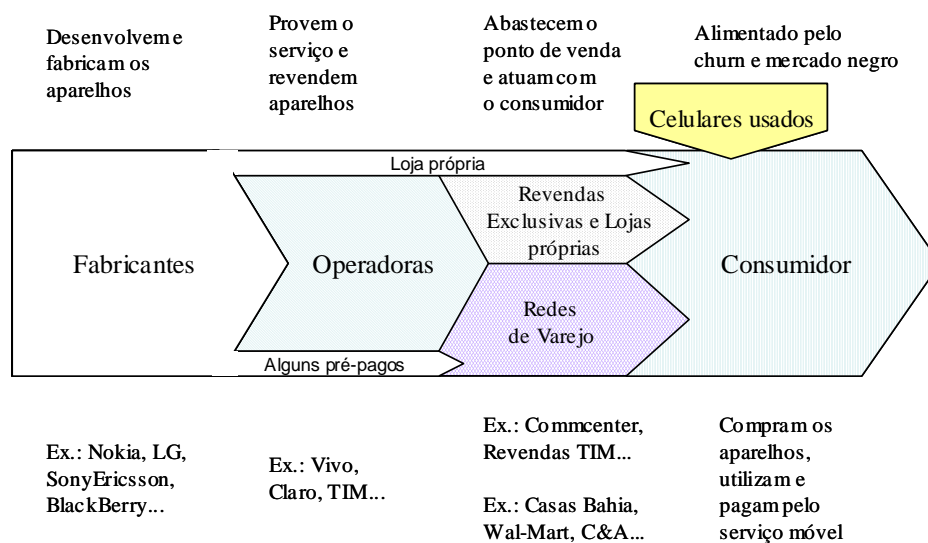 Desenvolvem e
fabricam os
aparelhos
Provem o
serviço e
revendem
aparelhos
Abastecem o
ponto de venda
e atuam com
o consumidor
Alimentado pelo
churn e mercado negro
Celulares usados
Loja própria
Fabricantes
Operadoras
Revendas
Exclusivas e Lojas
próprias
Redes
de Varejo
Consumidor
Alguns pré-pagos
Ex.: Nokia, LG,
SonyEricsson,
BlackBerry...
Ex.: Vivo,
Claro, TIM...
Ex.: Commcenter,
Revendas TIM...
Ex.: Casas Bahia,
Wal-Mart, C&A...
Compram os
aparelhos,
utilizam e
pagam pelo
serviço móvel